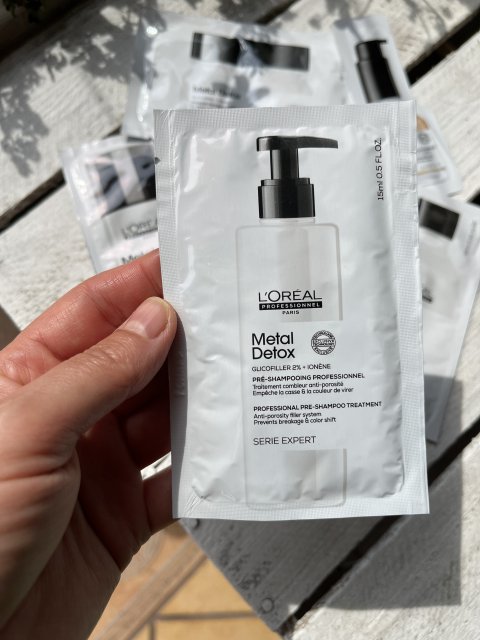 15ml 0.5 FL.OZ.
L'ORÉAL
PROFESSIONNEL
PARIS
Metal
Detox
GLICOFILLER 2% + IONÈNE
PRÉ-SHAMPOOING PROFESSIONNEL
Traitement combleur anti-porosité
Empêche la casse & la couleur de virer
PROFESSIONAL PRE-SHAMPOO TREATMENT
Anti-porosity filler system
Prevents breakage & color shift
SERIE EXPERT
L'ORÉAL